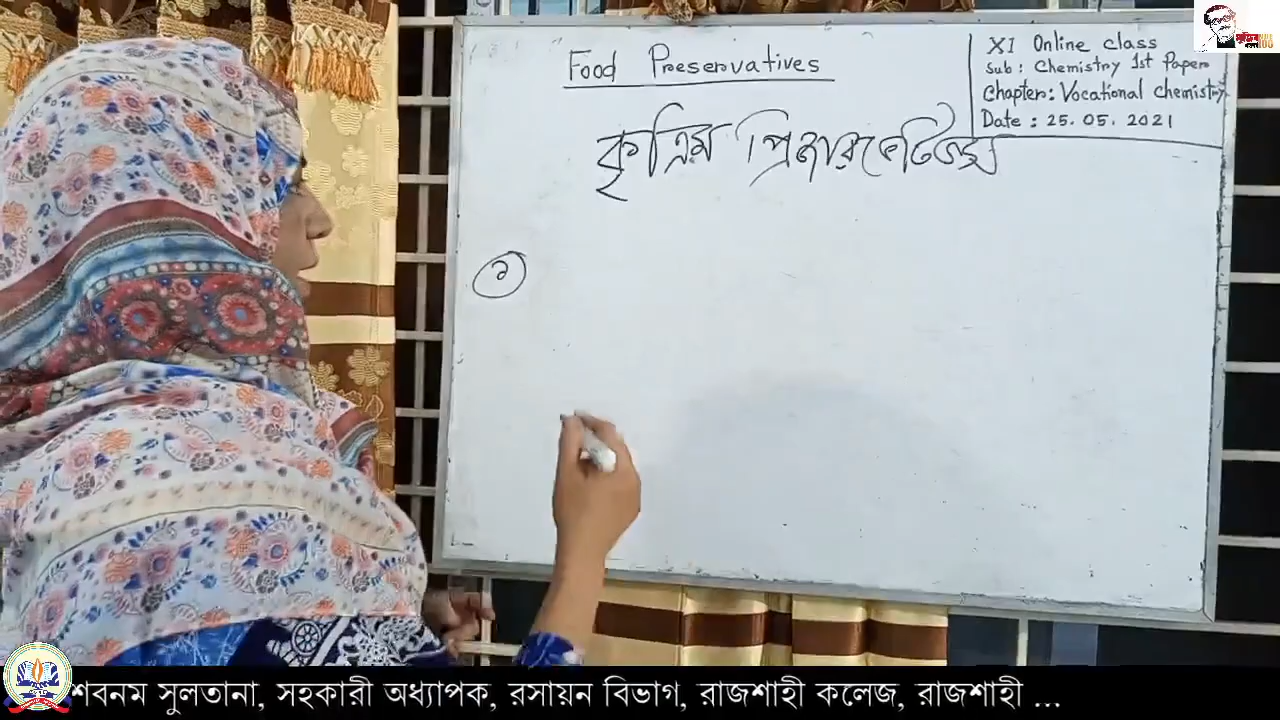 Food Preservatives
XI Online class
Sub : Chemistry 1st Paper
Chapter: Vocational Chemistry
Date : 25.05.2021
কৃত্রিম প্রিজারভেটিভস
১
শবনম সুলতানা, সহকারী অধ্যাপক, রসায়ন বিভাগ, রাজশাহী কলেজ, রাজশাহী ...